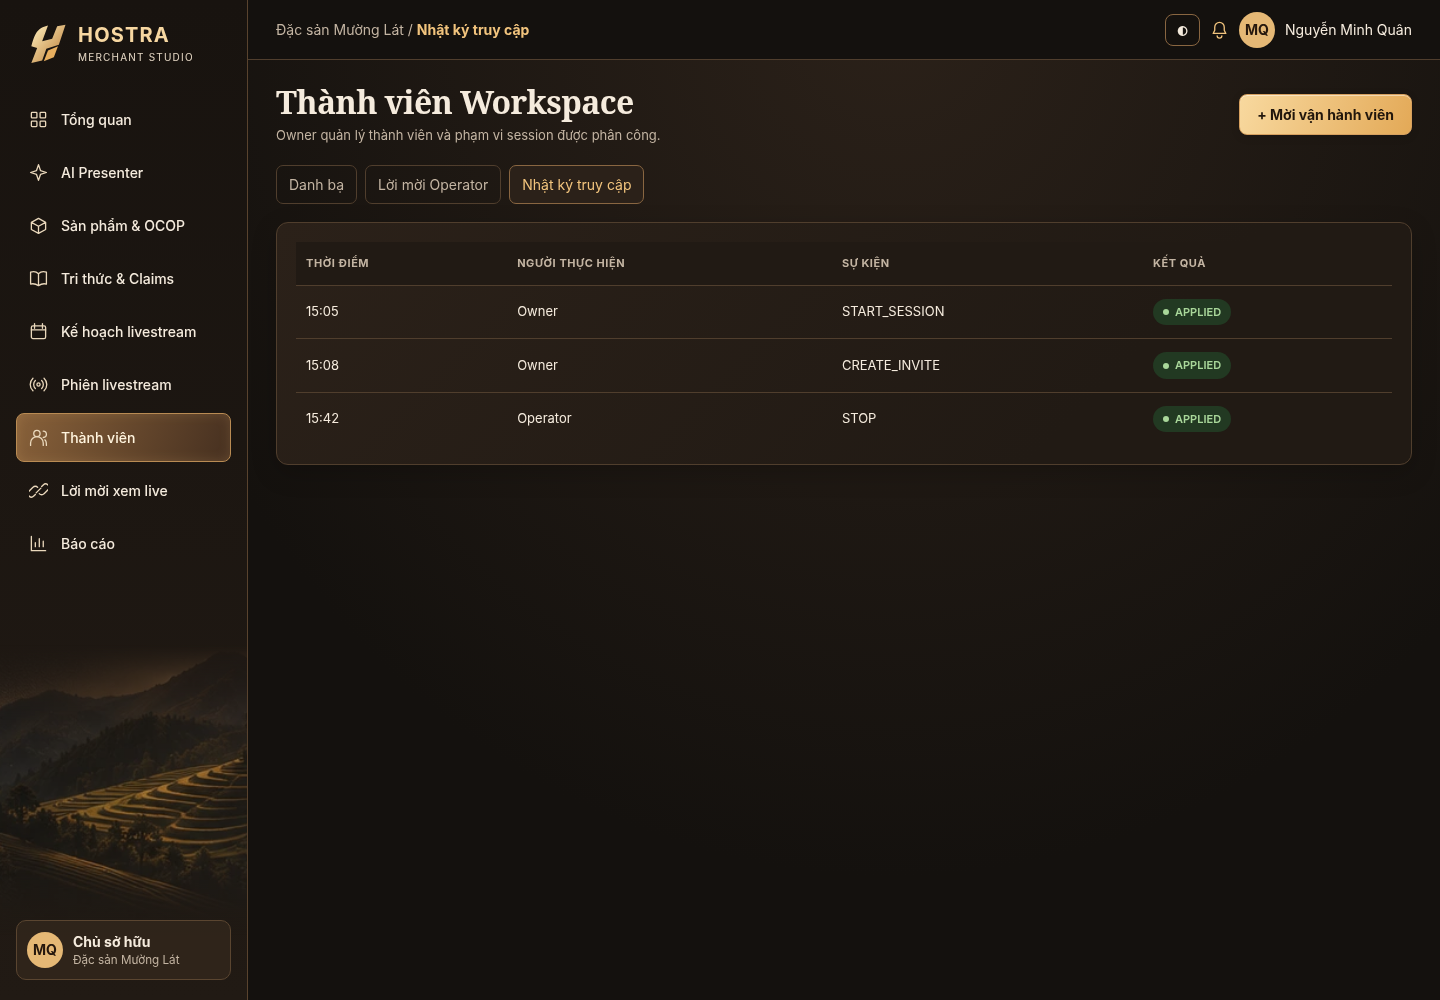 HOSTRA
MERCHANT STUDIO
Tổng quan
AI Presenter
Sản phẩm & OCOP
Tri thức & Claims
Kế hoạch livestream
Phiên livestream
Thành viên
Lời mời xem live
Báo cáo
MQ
Chủ sở hữu
Đặc sản Mường Lát
Đặc sản Mường Lát / Nhật ký truy cập
MQ Nguyễn Minh Quân
Thành viên Workspace
Owner quản lý thành viên và phạm vi session được phân công.
+ Mời vận hành viên
Danh bạ Lời mời Operator Nhật ký truy cập
THỜI ĐIỂM NGƯỜI THỰC HIỆN SỰ KIỆN KẾT QUẢ
15:05 Owner START_SESSION APPLIED
15:08 Owner CREATE_INVITE APPLIED
15:42 Operator STOP APPLIED